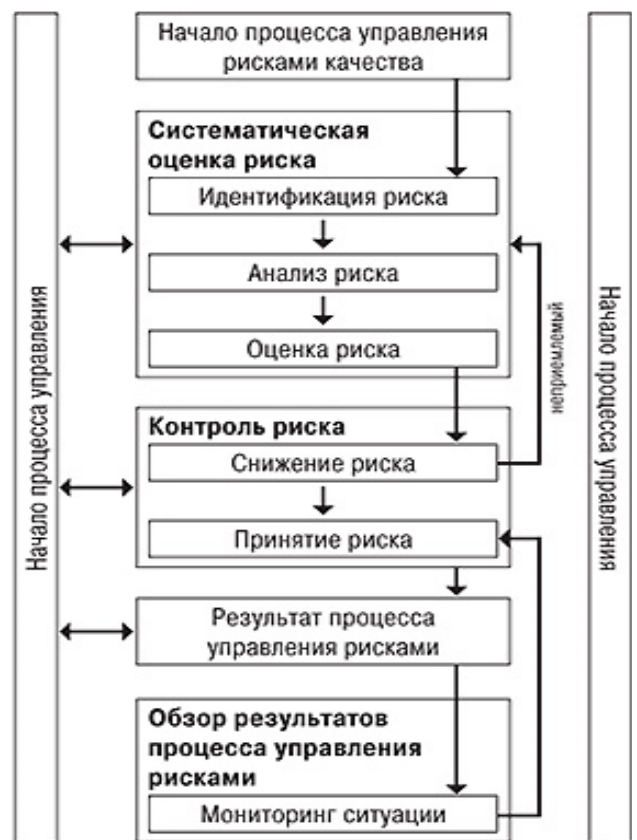 Начало процесса управления
рисками качества
Систематическая
оценка риска
Идентификация риска
Анализ риска
Оценка риска
Контроль риска
Снижение риска
Принятие риска
Результат процесса
управления рисками
Обзор результатов
процесса управления
рисками
Мониторинг ситуации
Начало процесса управления
неприемлемый
Начало процесса управления